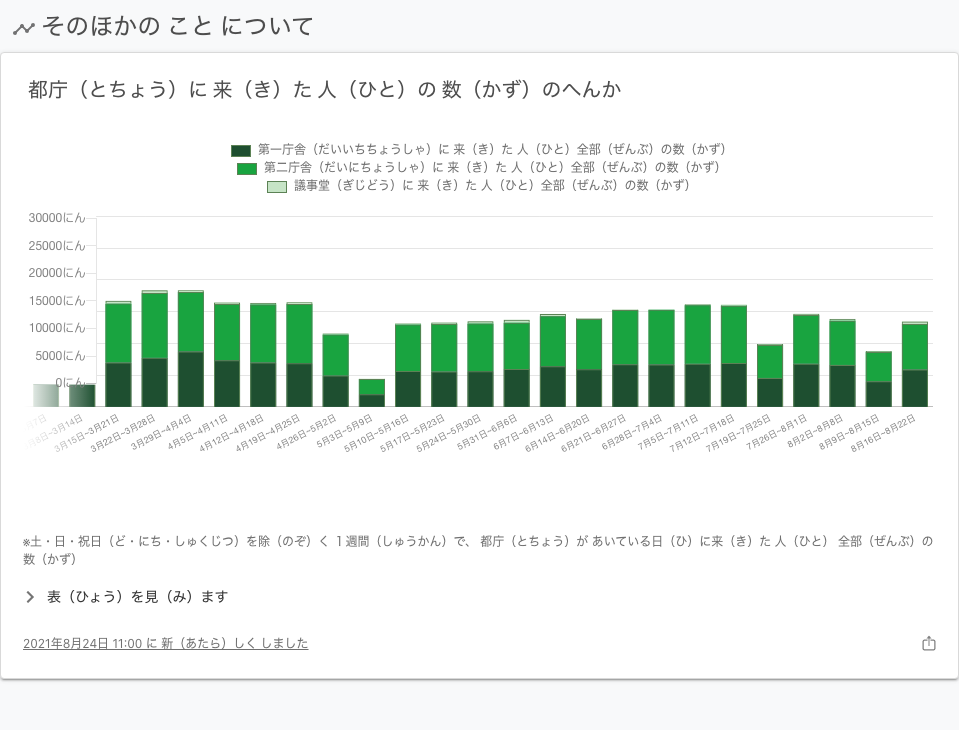 そのほかの こと について
都庁（とちょう）に 来（き）た 人（ひと）の 数（かず）のへんか
第一庁舎（だいいちちょうしゃ）に 来（き）た 人（ひと）全部（ぜんぶ）の数（かず）
第二庁舎（だいにちょうしゃ）に 来（き）た 人（ひと）全部（ぜんぶ）の数（かず）
議事堂（ぎじどう）に 来（き）た 人（ひと）全部（ぜんぶ）の数（かず）
30000にん
25000にん
20000にん
15000にん
10000にん
5000にん
0にん
3月15日~3月21日
3月22日~3月28日
3月29日~4月4日
4月5日~4月11日
4月12日~4月18日
4月19日~4月25日
4月26日~5月2日
5月3日~5月9日
5月10日~5月16日
5月17日~5月23日
5月24日~5月30日
5月31日~6月6日
6月7日~6月13日
6月14日~6月20日
6月21日~6月27日
6月28日~7月4日
7月5日~7月11日
7月12日~7月18日
7月19日~7月25日
7月26日~8月1日
8月2日~8月8日
8月9日~8月15日
8月16日~8月22日
※土・日・祝日（ど・にち・しゅくじつ）を除（のぞ）く 1 週間（しゅうかん）で、 都庁（とちょう）が あいている日（ひ）に来（き）た 人（ひと） 全部（ぜんぶ）の
数（かず）
表（ひょう）を見（み）ます
2021年8月24日 11:00 に 新（あたら）しく しました